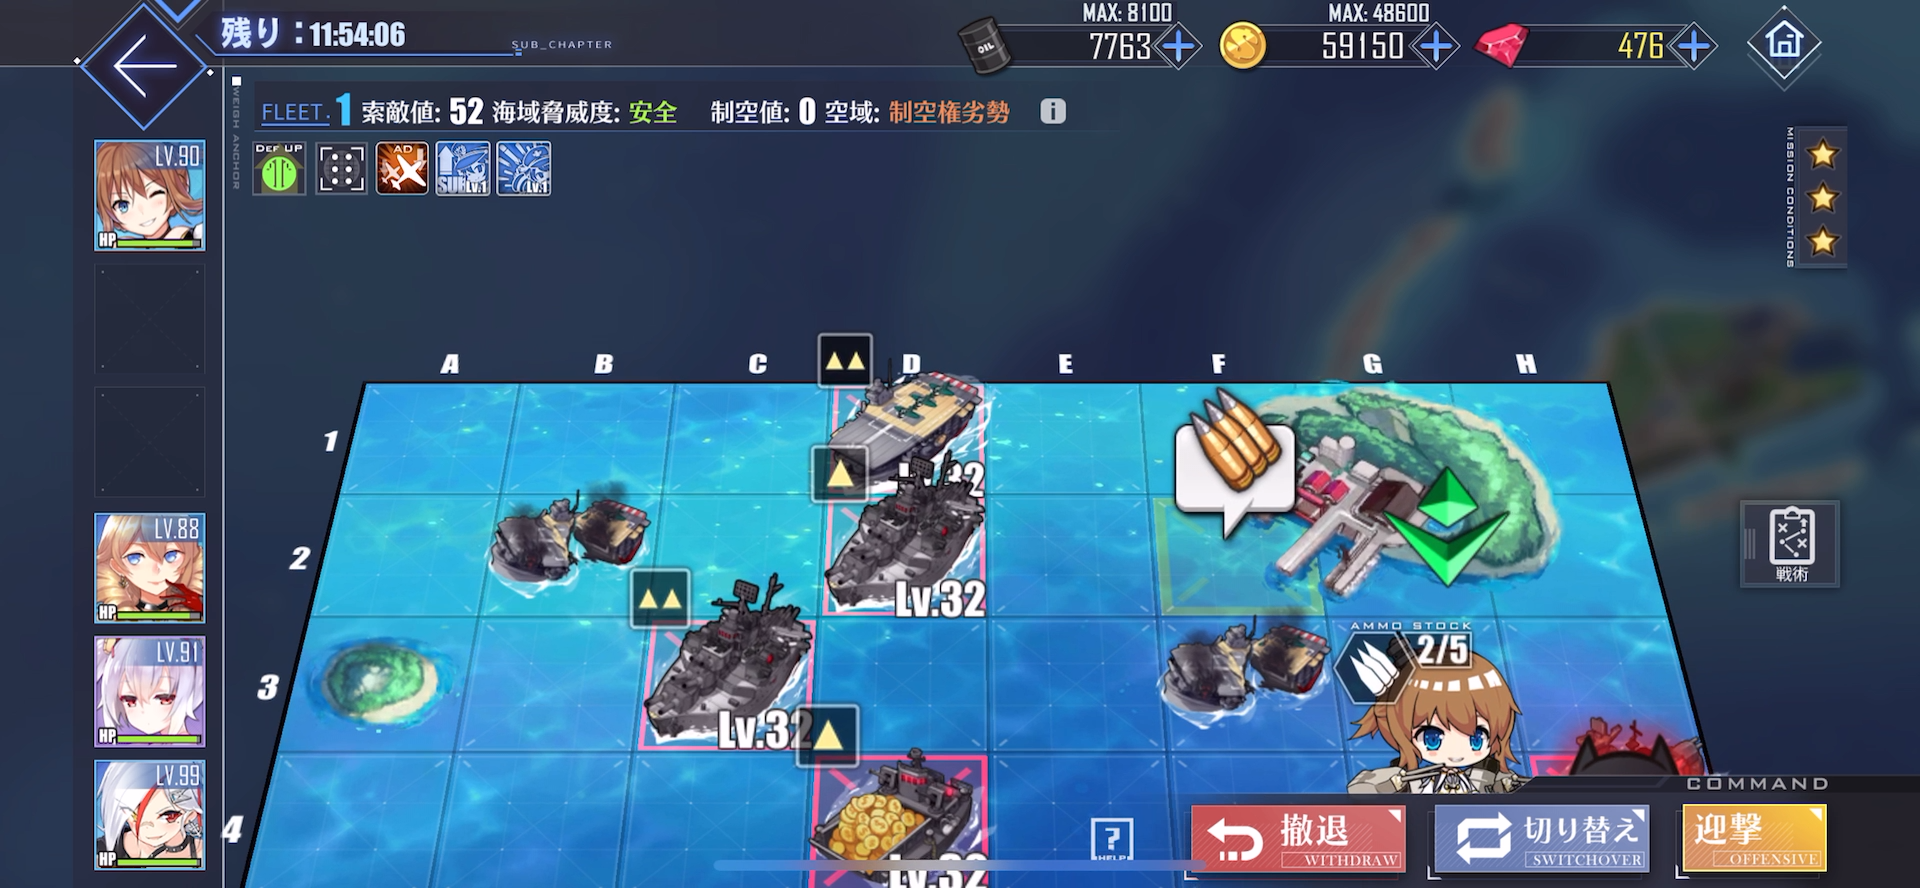 残り：11:54:06
SUB_CHAPTER
MAX: 8100
7763
MAX: 48600
59150
476
OIL
WEIGH ANCHOR
FLEET. 1 索敵値: 52 海域脅威度: 安全 制空値: 0 空域: 制空権劣勢
DEF UP
AD
SUB LV.1
LV.1
LV.90
HP
LV.88
HP
LV.91
HP
LV.99
HP
MISSION CONDITIONS
A B C D E F G H
1
2
3
4
Lv.32
Lv.32
Lv.32
AMMO STOCK
2/5
戦術
COMMAND
?
HELP
撤退
WITHDRAW
切り替え
SWITCHOVER
迎撃
OFFENSIVE